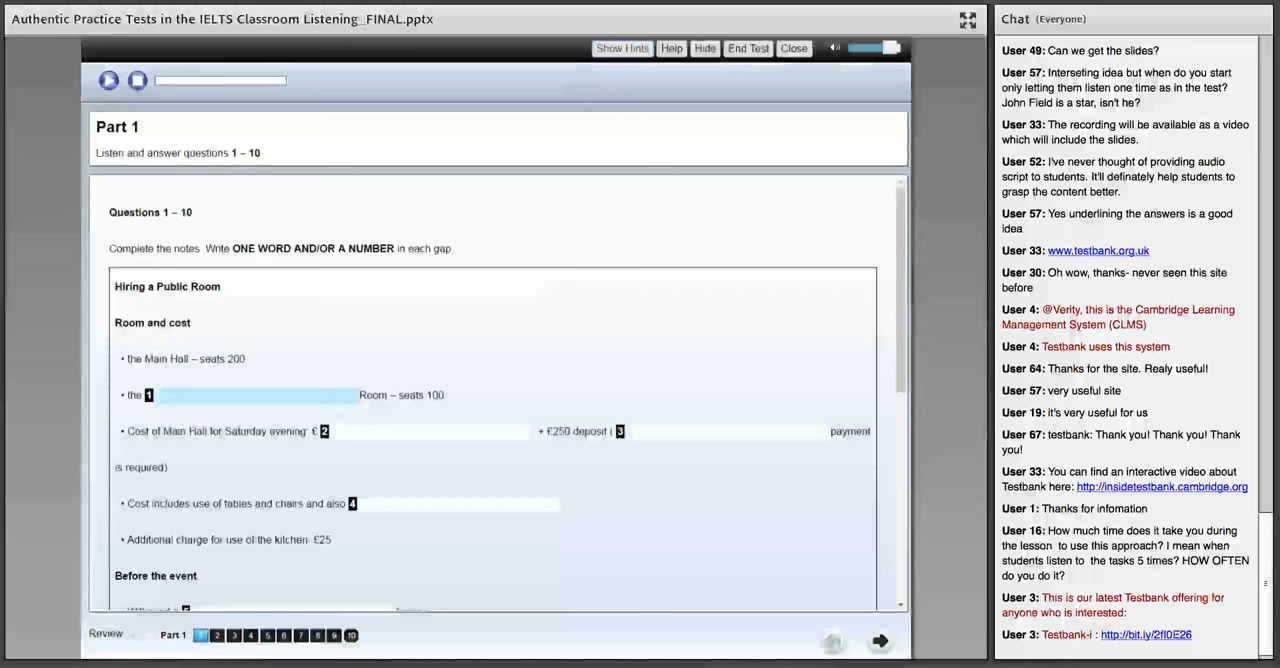 Authentic Practice Tests in the IELTS Classroom Listening_FINAL.pptx
Show Hints Help Hide End Test Close
Part 1
Listen and answer questions 1 – 10
Questions 1 – 10
Complete the notes Write ONE WORD AND/OR A NUMBER in each gap
Hiring a Public Room
Room and cost
• the Main Hall – seats 200
• the 1 Room – seats 100
• Cost of Main Hall for Saturday evening £ 2 + £250 deposit ( 3 payment
is required)
• Cost includes use of tables and chairs and also 4
• Additional charge for use of the kitchen £25
Before the event
Review Part 1 1 2 3 4 5 6 7 8 9 10
Chat (Everyone)
User 49: Can we get the slides?
User 57: Interseting idea but when do you start
only letting them listen one time as in the test?
John Field is a star, isn't he?
User 33: The recording will be available as a video
which will include the slides.
User 52: I've never thought of providing audio
script to students. It'll definately help students to
grasp the content better.
User 57: Yes underlining the answers is a good
idea
User 33: www.testbank.org.uk
User 30: Oh wow, thanks- never seen this site
before
User 4: @Verity, this is the Cambridge Learning
Management System (CLMS)
User 4: Testbank uses this system
User 64: Thanks for the site. Realy useful!
User 57: very useful site
User 19: it's very useful for us
User 67: testbank: Thank you! Thank you! Thank
you!
User 33: You can find an interactive video about
Testbank here: http://insidetestbank.cambridge.org
User 1: Thanks for infomation
User 16: How much time does it take you during
the lesson to use this approach? I mean when
students listen to the tasks 5 times? HOW OFTEN
do you do it?
User 3: This is our latest Testbank offering for
anyone who is interested:
User 3: Testbank-i : http://bit.ly/2fI0E26